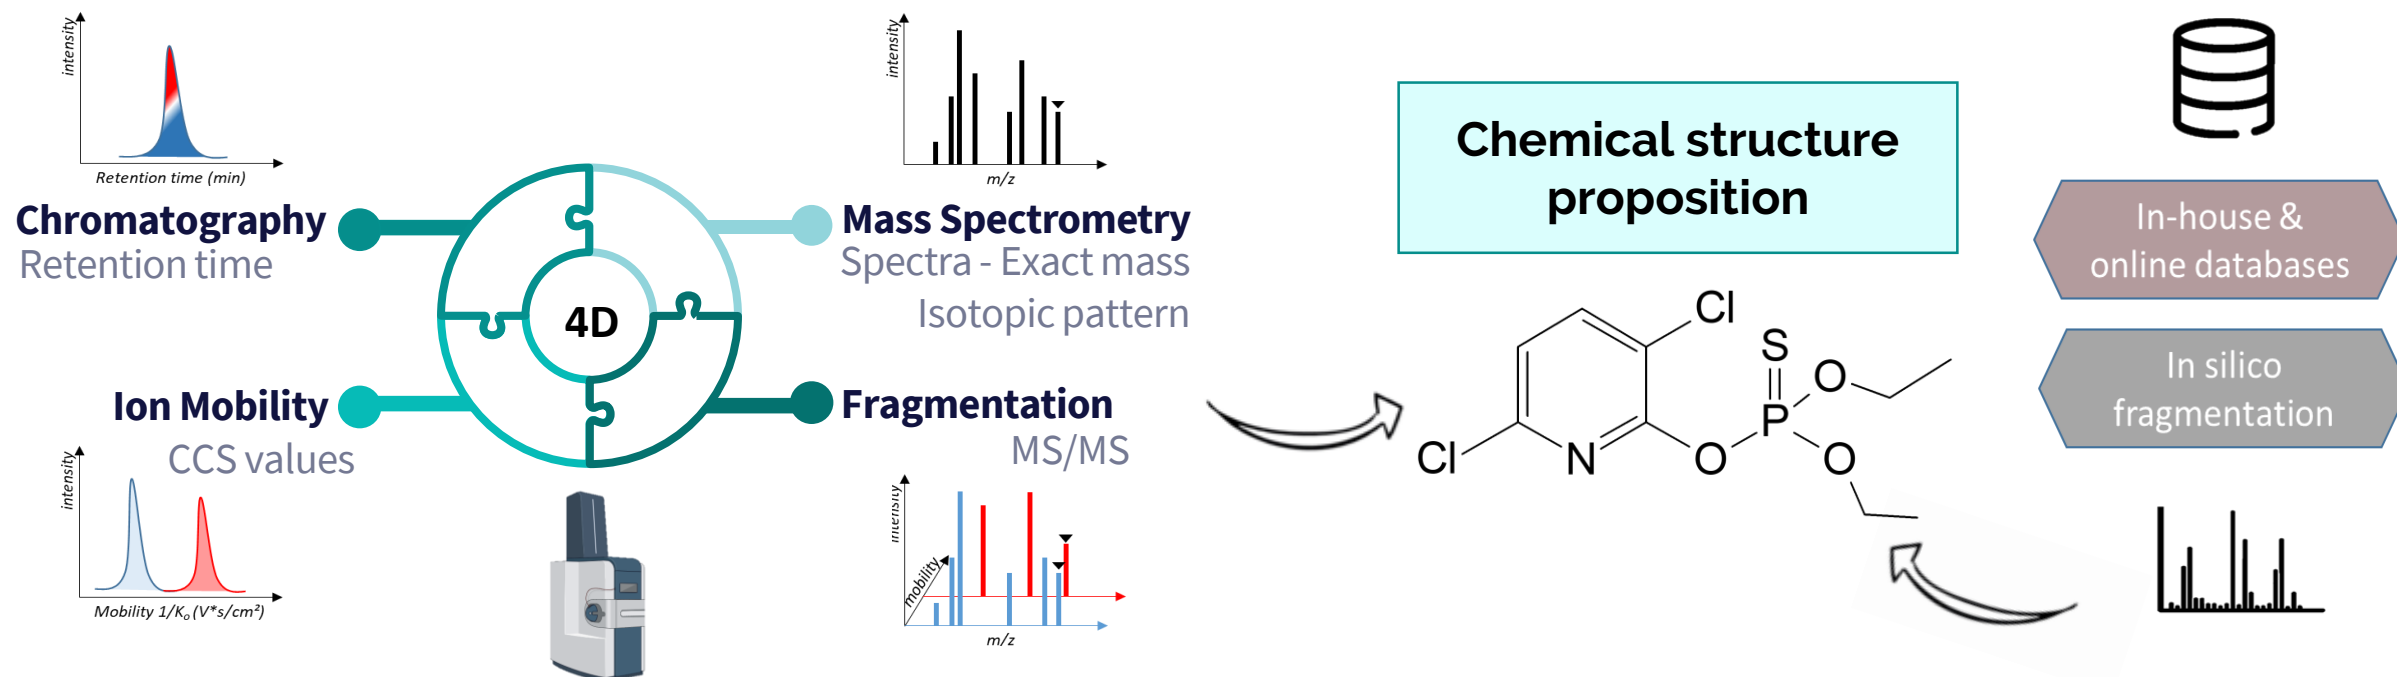 intensity
Retention time (min)
Chromatography
Retention time
intensity
m/z
Mass Spectrometry
Spectra - Exact mass
Isotopic pattern
4D
Ion Mobility
CCS values
intensity
Mobility 1/Kₒ (V*s/cm²)
Fragmentation
MS/MS
intensity
mobility
m/z
Chemical structure
proposition
Cl
S
O
P
Cl
N
O
O
In-house &
online databases
In silico
fragmentation